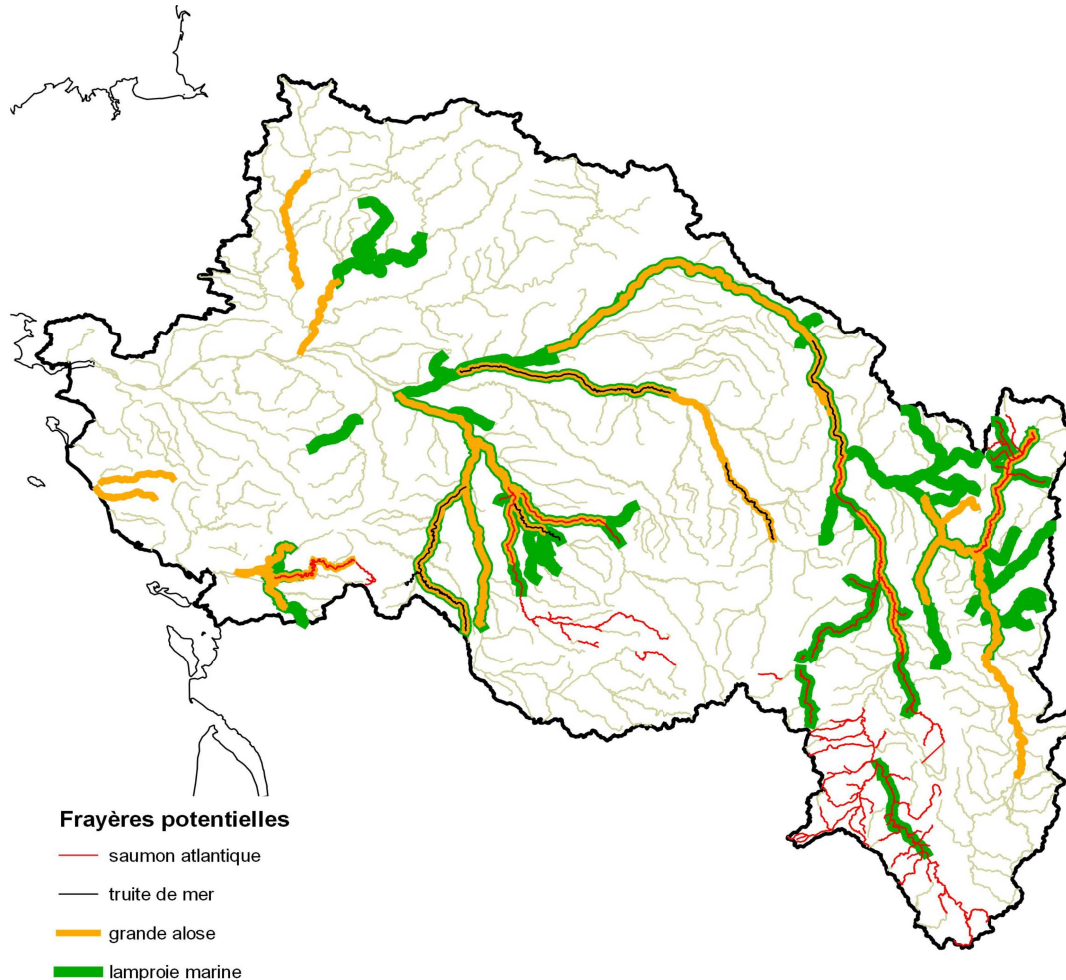 Frayères potentielles
saumon atlantique
truite de mer
grande alose
lamproie marine